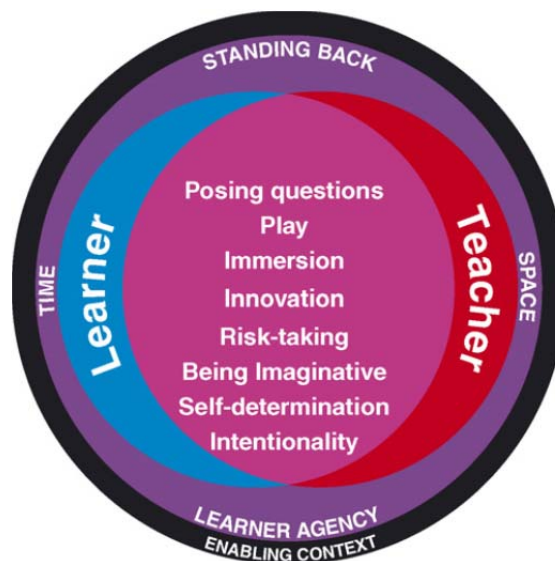 STANDING BACK
Learner
Teacher
TIME
SPACE
Posing questions
Play
Immersion
Innovation
Risk-taking
Being Imaginative
Self-determination
Intentionality
LEARNER AGENCY
ENABLING CONTEXT